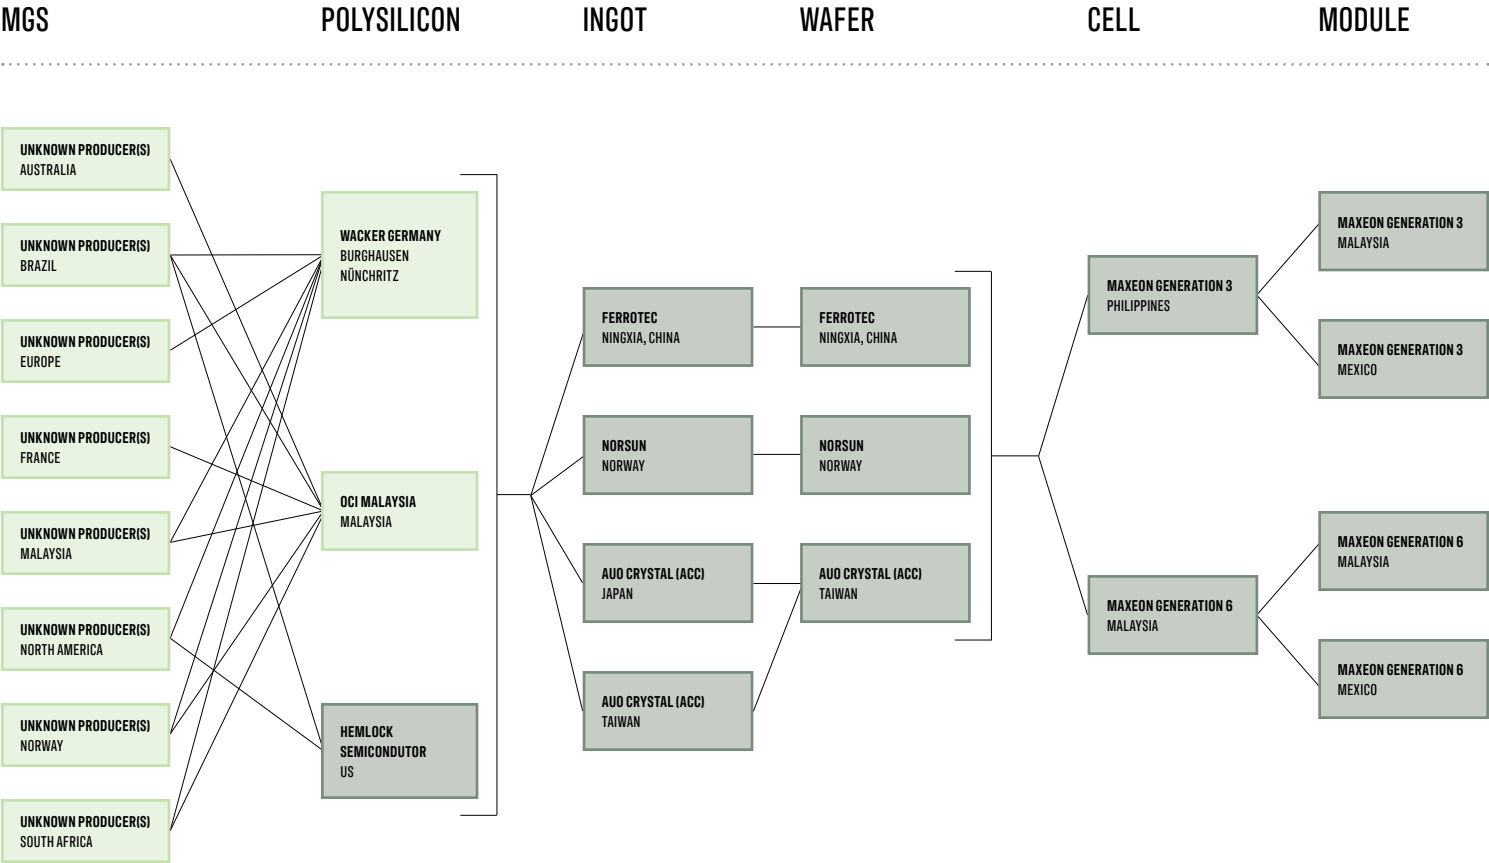 MGS
POLYSILICON
INGOT
WAFER
CELL
MODULE
UNKNOWN PRODUCER(S)
AUSTRALIA
UNKNOWN PRODUCER(S)
BRAZIL
UNKNOWN PRODUCER(S)
EUROPE
UNKNOWN PRODUCER(S)
FRANCE
UNKNOWN PRODUCER(S)
MALAYSIA
UNKNOWN PRODUCER(S)
NORTH AMERICA
UNKNOWN PRODUCER(S)
NORWAY
UNKNOWN PRODUCER(S)
SOUTH AFRICA
WACKER GERMANY
BURGHAUSEN
NÜNCHRITZ
OCI MALAYSIA
MALAYSIA
HEMLOCK
SEMICONDUTOR
US
FERROTEC
NINGXIA, CHINA
NORSUN
NORWAY
AUO CRYSTAL (ACC)
JAPAN
AUO CRYSTAL (ACC)
TAIWAN
FERROTEC
NINGXIA, CHINA
NORSUN
NORWAY
AUO CRYSTAL (ACC)
TAIWAN
MAXEON GENERATION 3
PHILIPPINES
MAXEON GENERATION 6
MALAYSIA
MAXEON GENERATION 3
MALAYSIA
MAXEON GENERATION 3
MEXICO
MAXEON GENERATION 6
MALAYSIA
MAXEON GENERATION 6
MEXICO